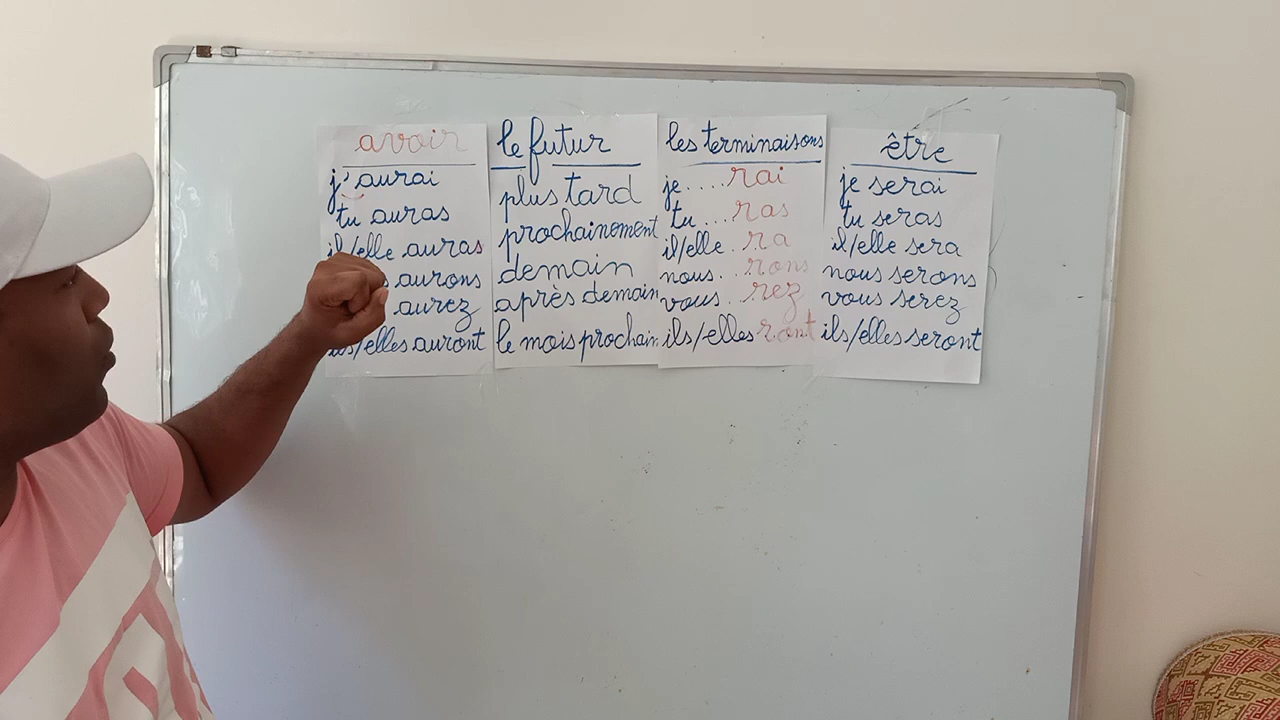 avoir
j'aurai
tu auras
il/elle auras
aurons
aurez
ils/elles auront
le futur
plus tard
prochainement
demain
après demain
le mois prochain
les terminaisons
je.....rai
tu....ras
il/elle.ra
nous...rons
vous..rez
ils/elles ront
être
je serai
tu seras
il/elle sera
nous serons
vous serez
ils/elles seront